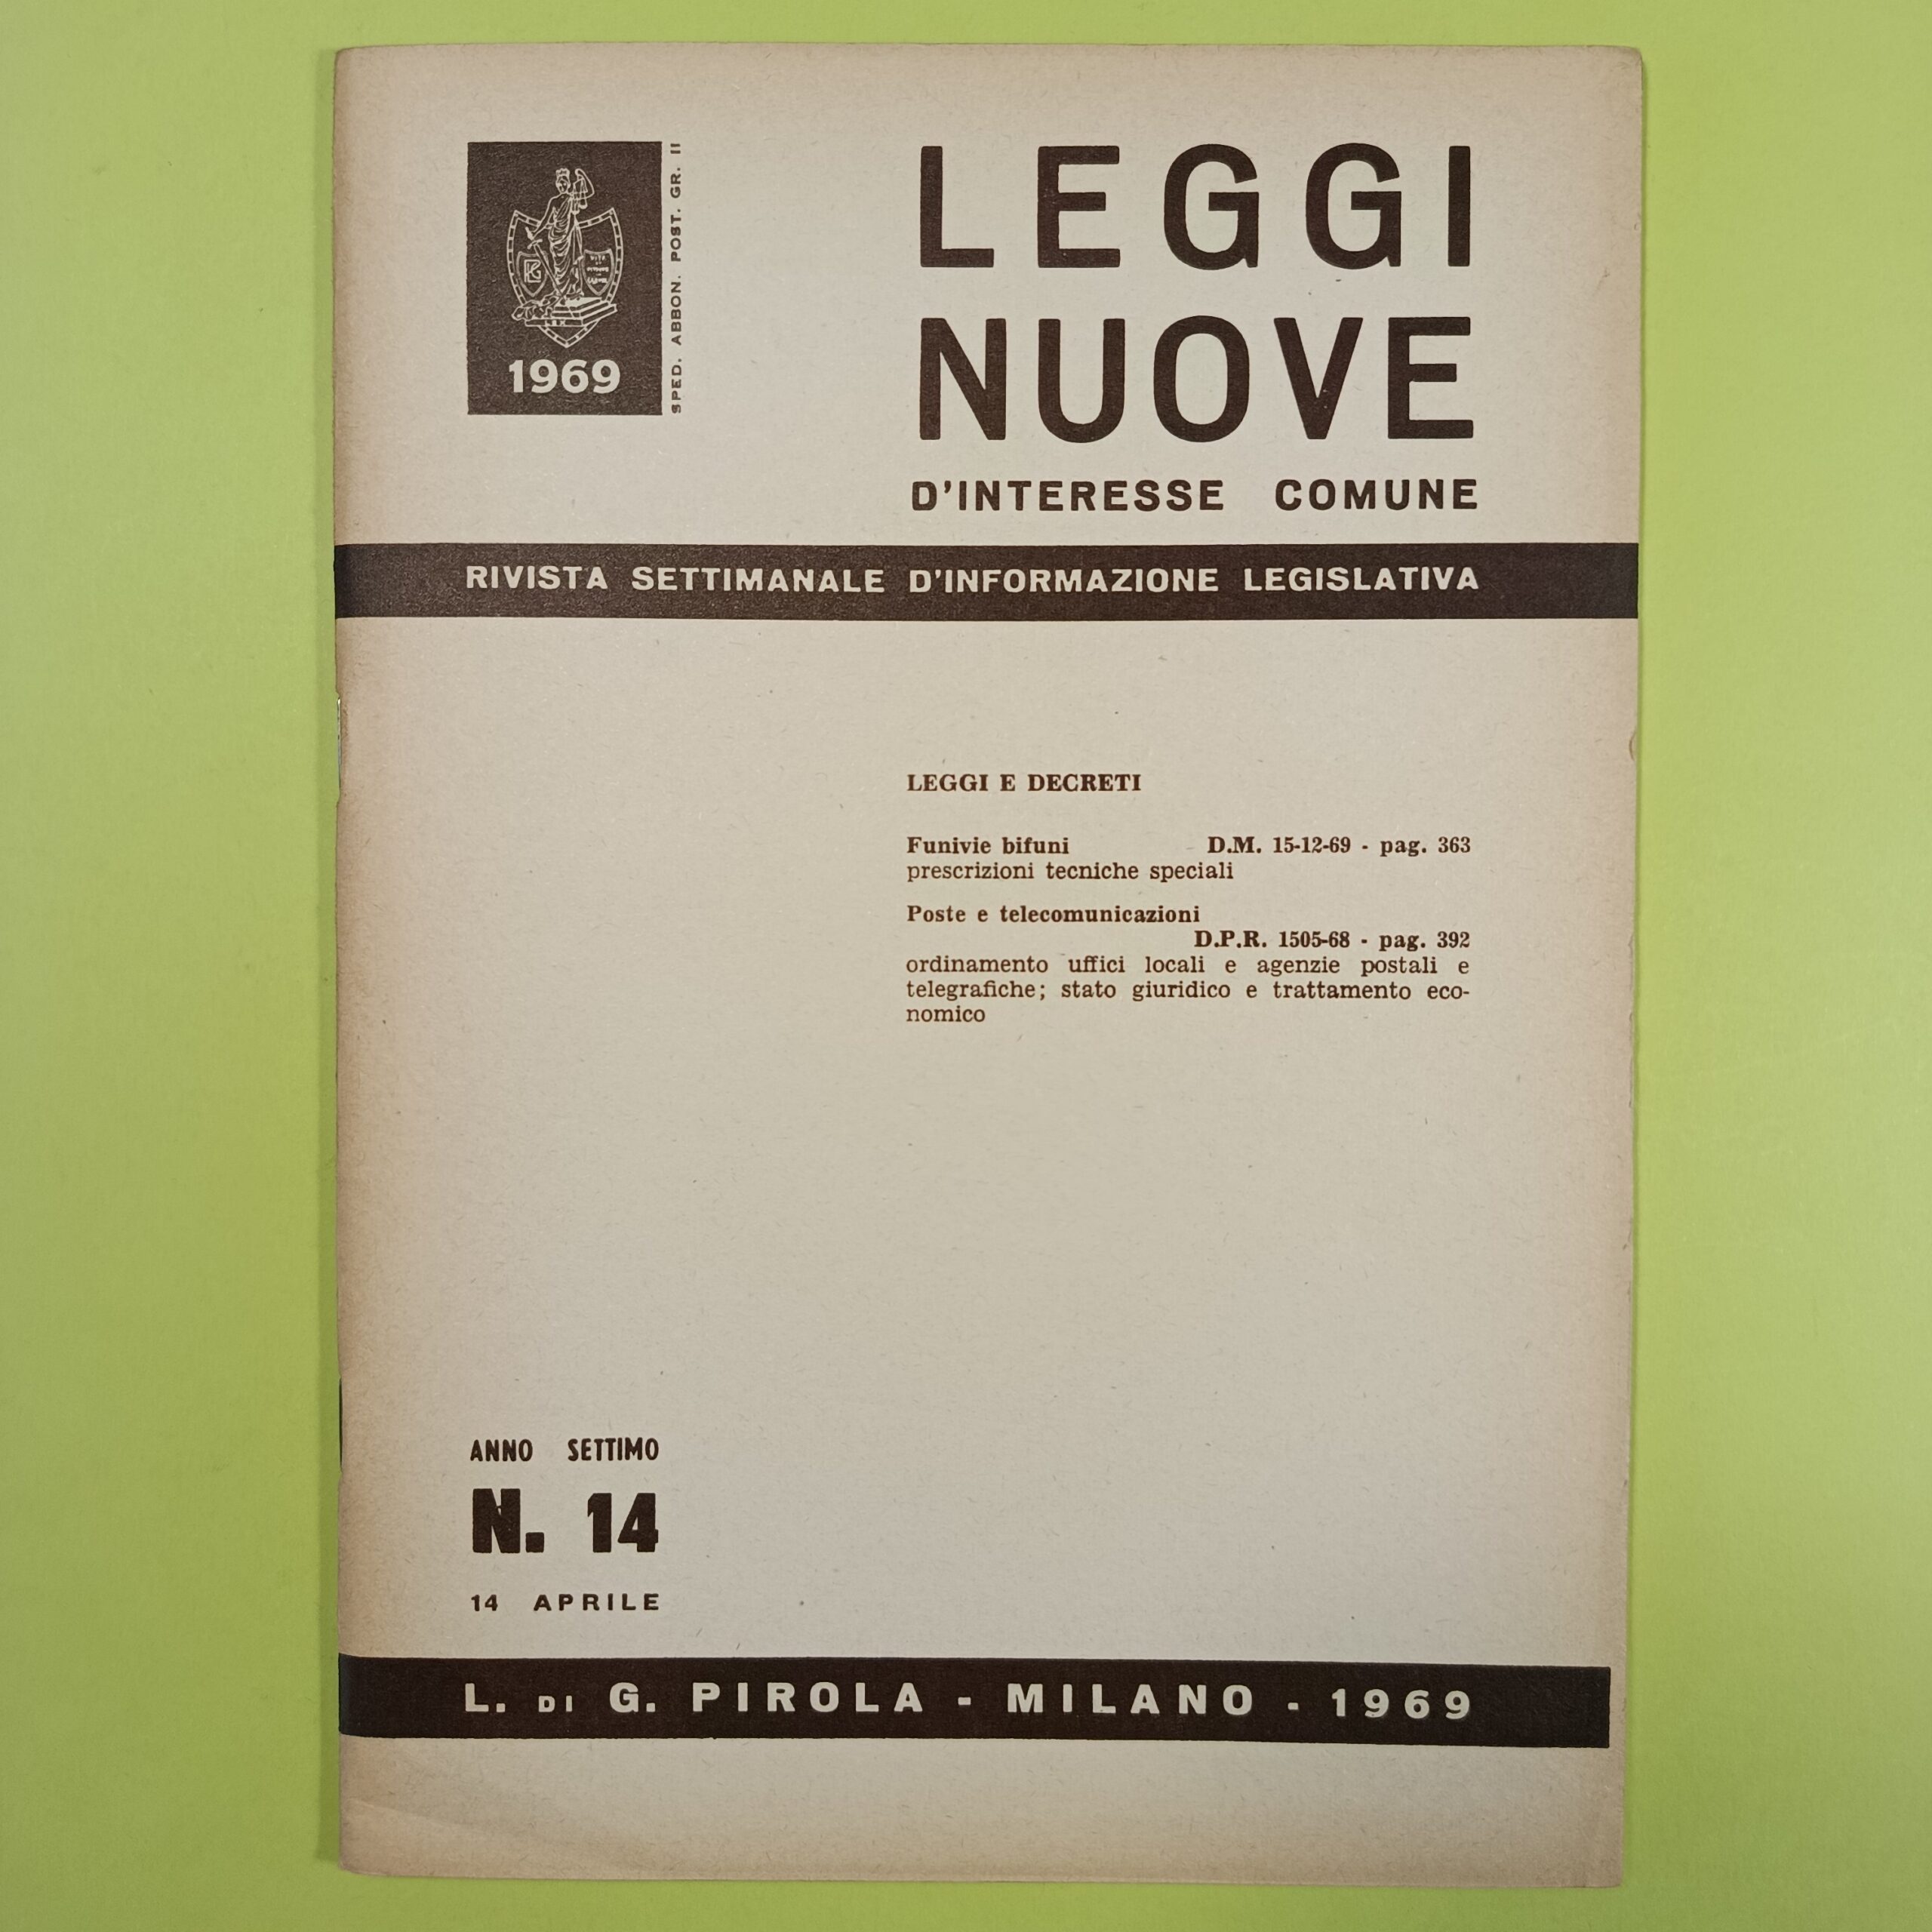 LEGGI
NUOVE
D'INTERESSE COMUNE
1969
SPED. ABBON. POST. GR. II
LEX
RIVISTA SETTIMANALE D'INFORMAZIONE LEGISLATIVA
LEGGI E DECRETI
Funivie bifuni D.M. 15-12-69 - pag. 363
prescrizioni tecniche speciali
Poste e telecomunicazioni
D.P.R. 1505-68 - pag. 392
ordinamento uffici locali e agenzie postali e
telegrafiche; stato giuridico e trattamento eco-
nomico
ANNO SETTIMO
N. 14
14 APRILE
L. DI G. PIROLA - MILANO - 1969